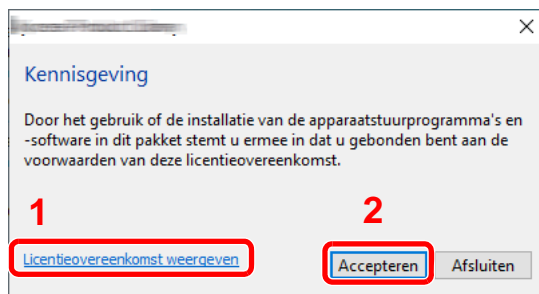 Kennisgeving
Door het gebruik of de installatie van de apparaatstuurprogramma's en
-software in dit pakket stemt u ermee in dat u gebonden bent aan de
voorwaarden van deze licentieovereenkomst.
1
2
Licentieovereenkomst weergeven
Accepteren
Afsluiten